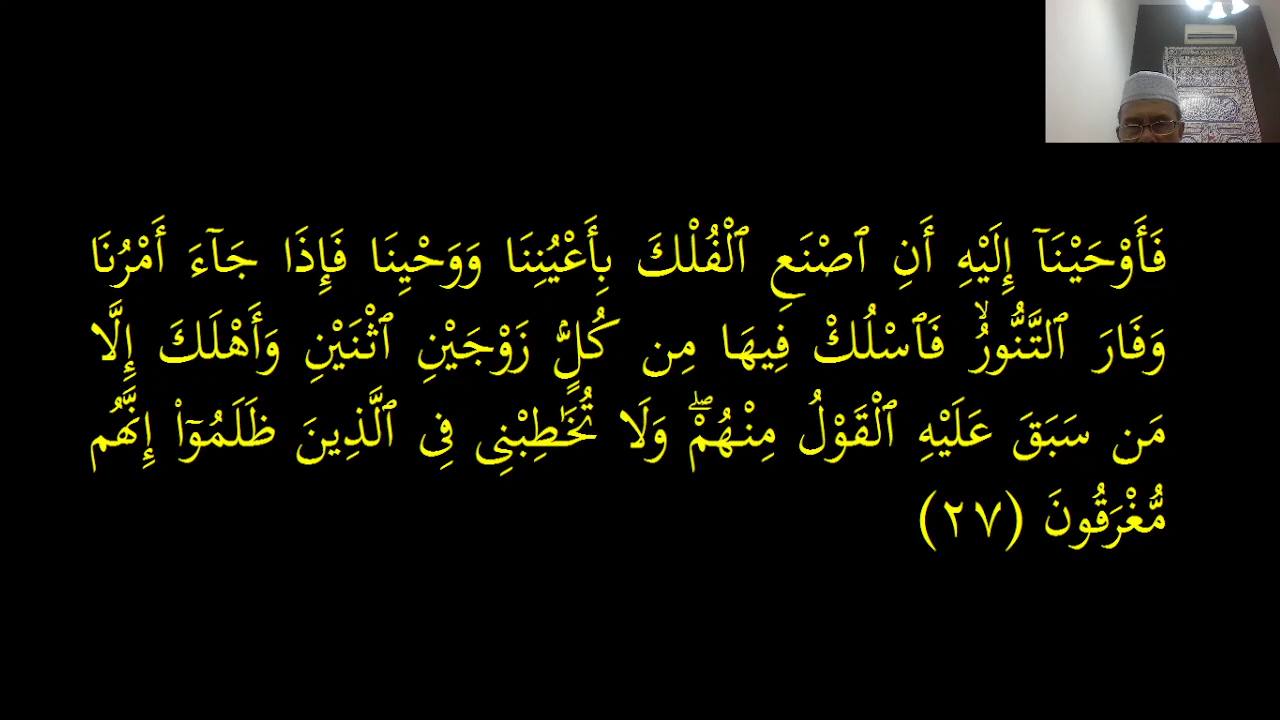 فَأَوْحَيْنَآ إِلَيْهِ أَنِ ٱصْنَعِ ٱلْفُلْكَ بِأَعْيُنِنَا وَوَحْيِنَا فَإِذَا جَآءَ أَمْرُنَا
وَفَارَ ٱلتَّنُّورُ ۙ فَٱسْلُكْ فِيهَا مِن كُلٍّۢ زَوْجَيْنِ ٱثْنَيْنِ وَأَهْلَكَ إِلَّا
مَن سَبَقَ عَلَيْهِ ٱلْقَوْلُ مِنْهُمْ ۖ وَلَا تُخَـٰطِبْنِى فِى ٱلَّذِينَ ظَلَمُوٓا۟ إِنَّهُم
مُّغْرَقُونَ (٢٧)